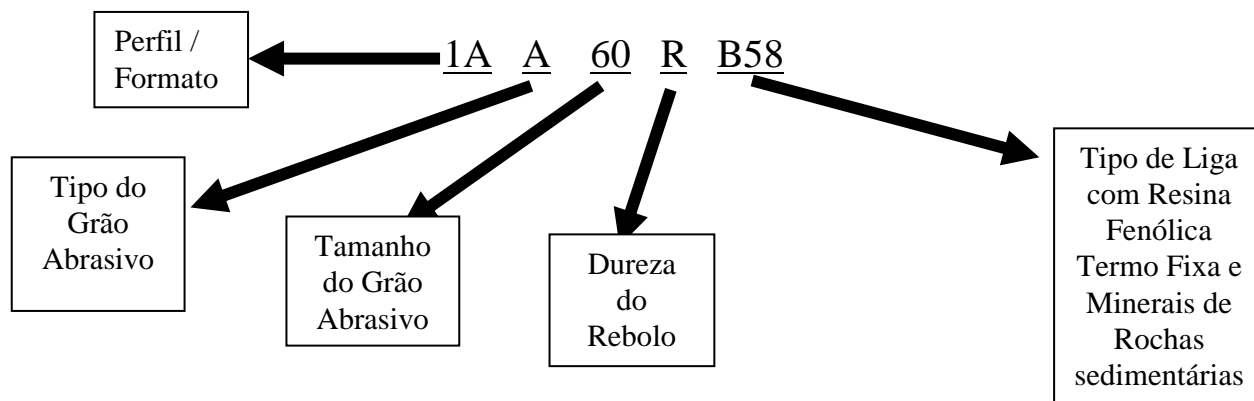 Perfil /
Formato
1A A 60 R B58
Tipo do
Grão
Abrasivo
Tamanho
do Grão
Abrasivo
Dureza
do
Rebolo
Tipo de Liga
com Resina
Fenólica
Termo Fixa e
Minerais de
Rochas
sedimentárias